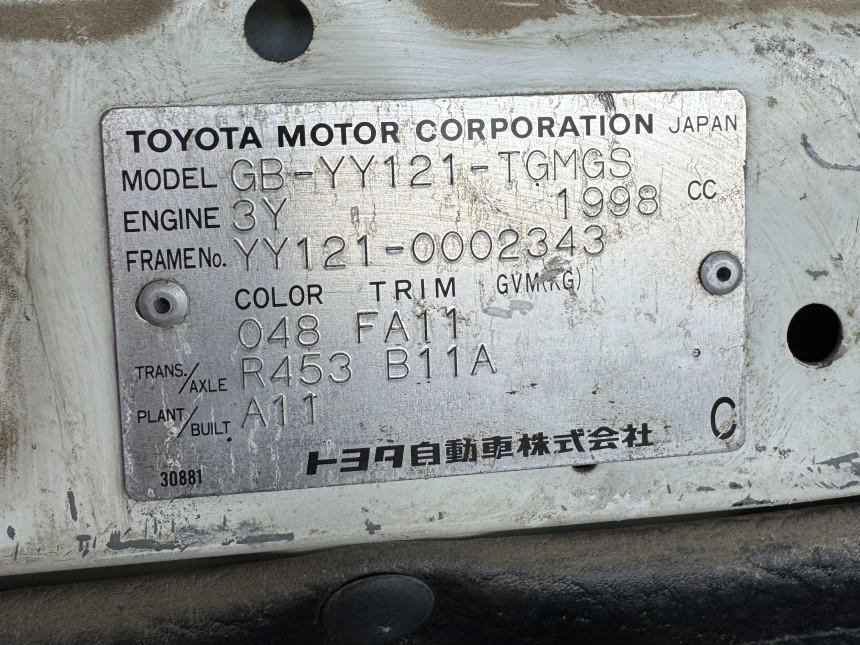 TOYOTA MOTOR CORPORATION JAPAN
MODEL GB-YY121-TGMGS
ENGINE 3Y 1998 CC
FRAME No. YY121-0002343
COLOR TRIM GVM(KG)
048 FA11
TRANS./AXLE R453 B11A
PLANT/BUILT A11
トヨタ自動車株式会社 C
30881